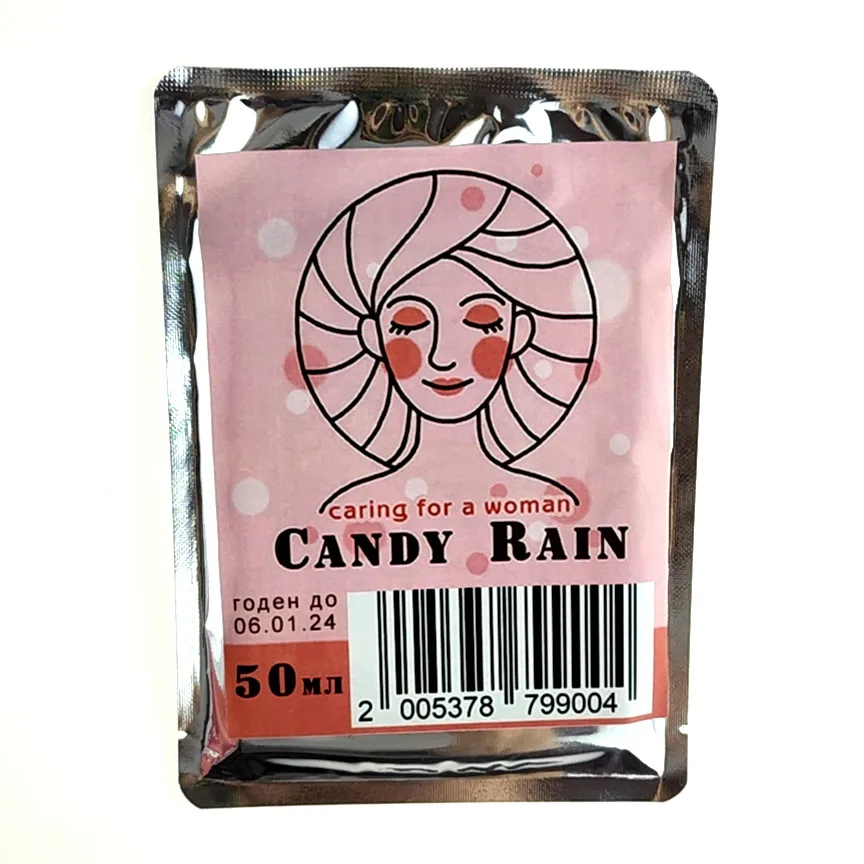 caring for a woman
CANDY RAIN
годен до
06.01.24
50мл
2 005378 799004